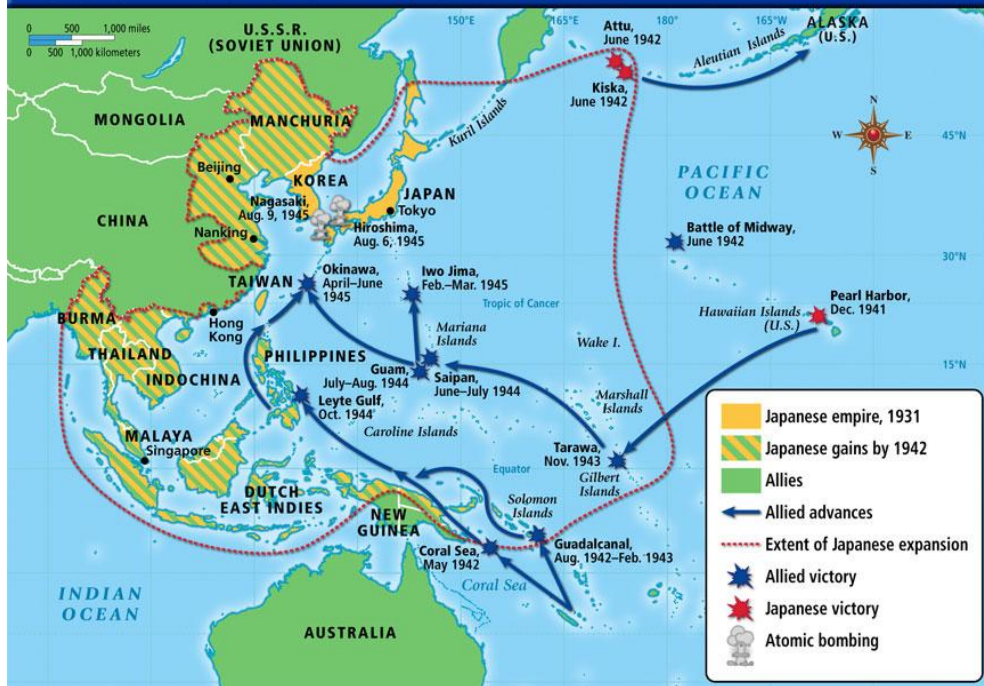 150°E
165°E
180°
165°W
150°W
ALASKA
(U.S.)
0 500 1,000 miles
0 500 1,000 kilometers
U.S.S.R.
(SOVIET UNION)
Attu,
June 1942
Aleutian Islands
Kiska,
June 1942
MONGOLIA
MANCHURIA
Kuril Islands
N
W
E
S
45°N
Beijing
KOREA
JAPAN
Tokyo
PACIFIC
OCEAN
Nagasaki,
Aug. 9, 1945
CHINA
Nanking
Hiroshima,
Aug. 6, 1945
Battle of Midway,
June 1942
30°N
TAIWAN
Okinawa,
April–June
1945
Iwo Jima,
Feb.–Mar. 1945
Tropic of Cancer
Pearl Harbor,
Dec. 1941
Hawaiian Islands
(U.S.)
BURMA
Hong
Kong
Mariana
Islands
Wake I.
THAILAND
PHILIPPINES
Guam,
July–Aug. 1944
Saipan,
June–July 1944
15°N
INDOCHINA
Leyte Gulf,
Oct. 1944
Marshall
Islands
Caroline Islands
MALAYA
Singapore
Tarawa,
Nov. 1943
Equator
Gilbert
Islands
DUTCH
EAST INDIES
NEW
GUINEA
Solomon
Islands
Coral Sea,
May 1942
Guadalcanal,
Aug. 1942–Feb. 1943
Coral Sea
INDIAN
OCEAN
AUSTRALIA
Japanese empire, 1931
Japanese gains by 1942
Allies
Allied advances
Extent of Japanese expansion
Allied victory
Japanese victory
Atomic bombing